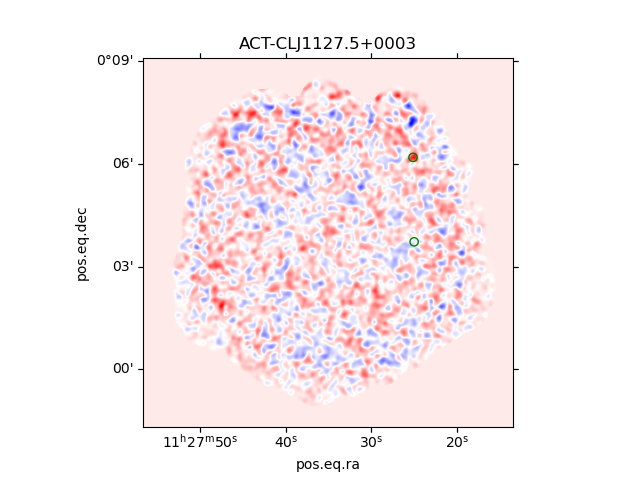 ACT-CLJ1127.5+0003
0°09'
06'
03'
00'
pos.eq.dec
11ʰ27ᵐ50ˢ 40ˢ 30ˢ 20ˢ
pos.eq.ra